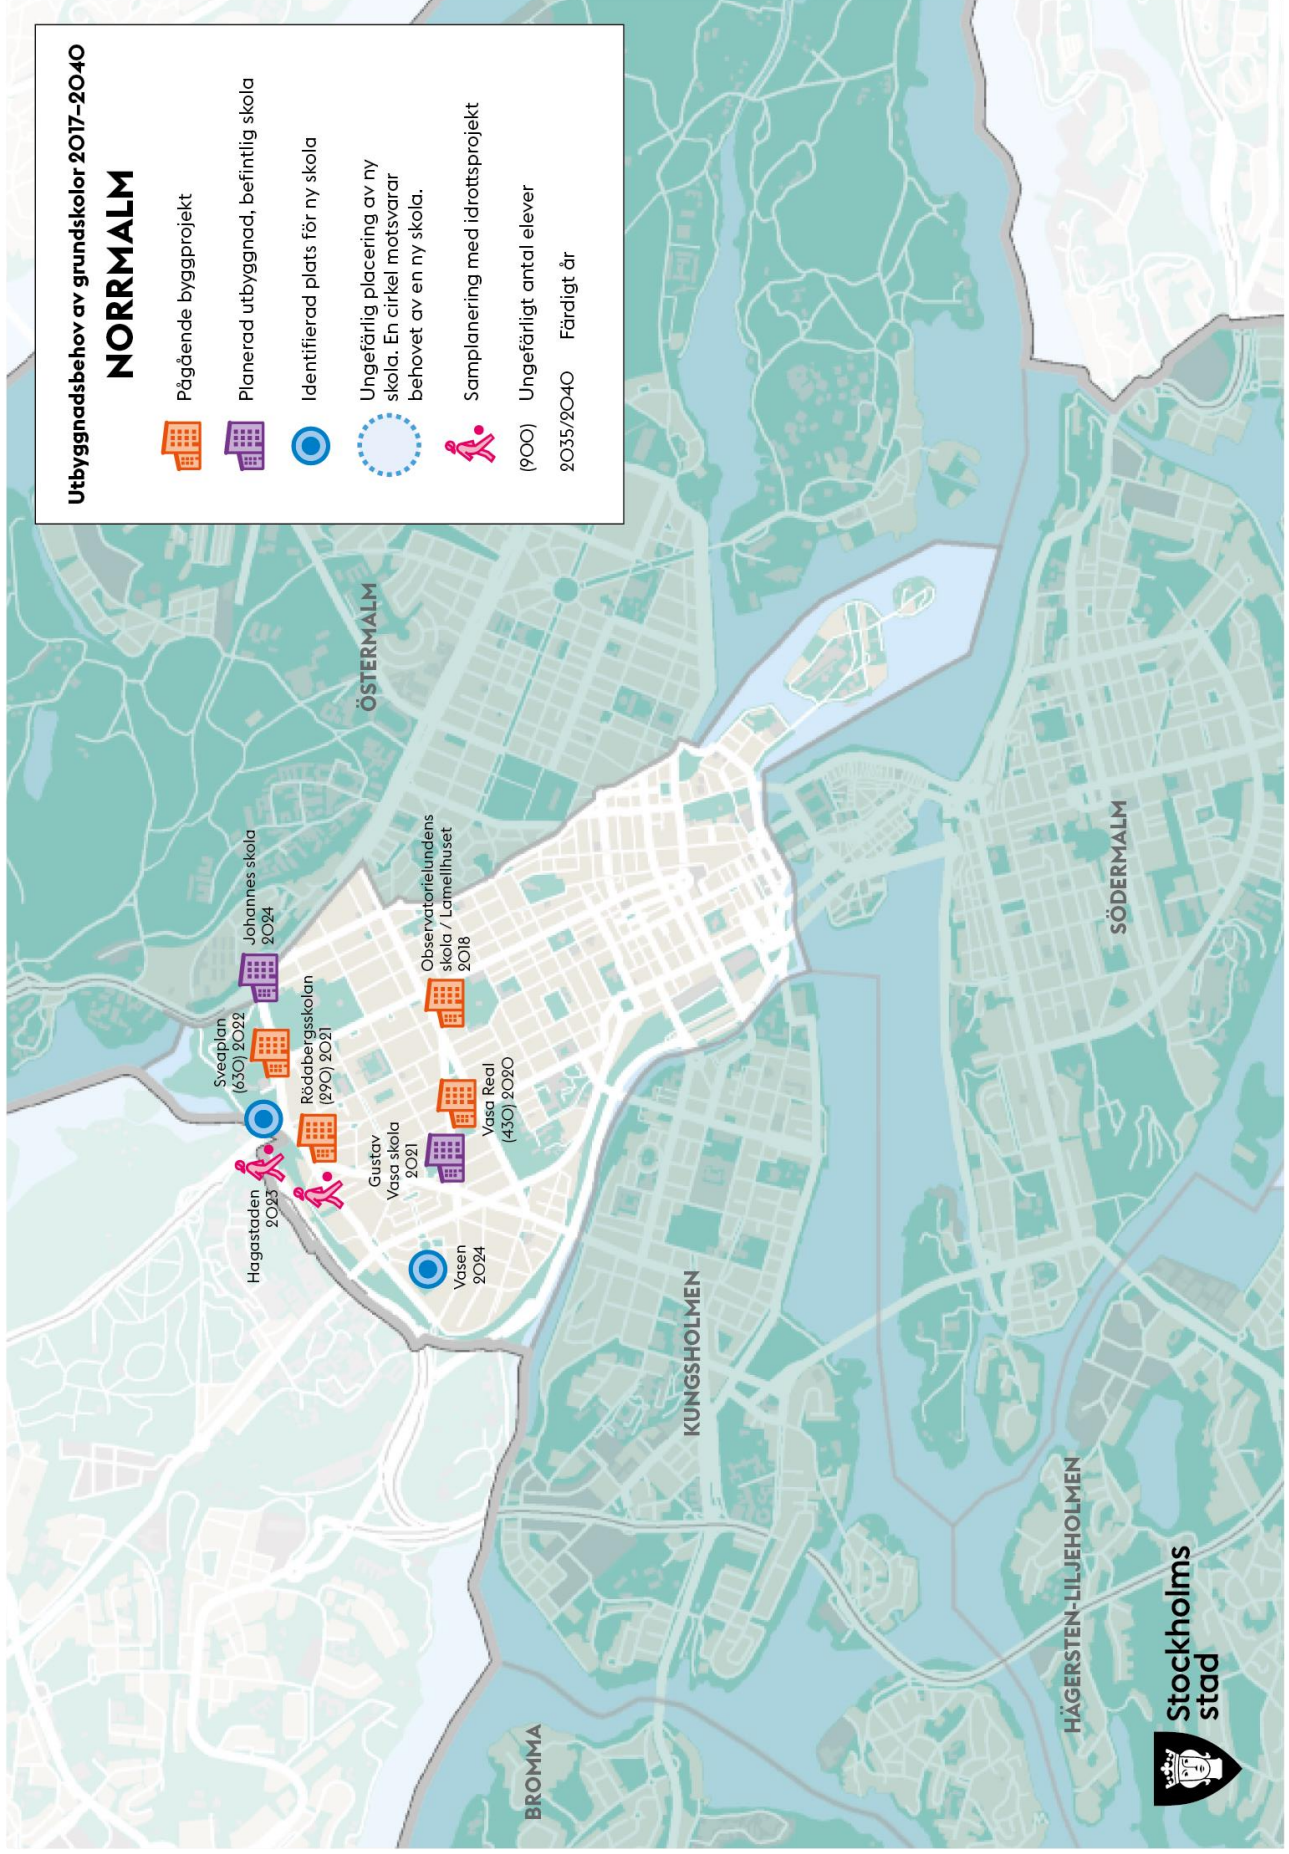 Utbyggnadsbehov av grundskolor 2017–2040
NORRMALM
Pågående byggprojekt
Planerad utbyggnad, befintlig skola
Identifierad plats för ny skola
Ungefärlig placering av ny
skola. En cirkel motsvarar
behovet av en ny skola.
Samplanering med idrottsprojekt
(900) Ungefärligt antal elever
2035/2040 Färdigt år
ÖSTERMALM
Johannes skola
2024
Sveaplan
(630) 2022
Rödabergsskolan
(290) 2021
Hagastaden
2023
Observatorielundens
skola / Lamellhuset
2018
Gustav
Vasa skola
2021
Vasa Real
(430) 2020
Vasen
2024
KUNGSHOLMEN
SÖDERMALM
BROMMA
HÄGERSTEN-LILJEHOLMEN
Stockholms
stad